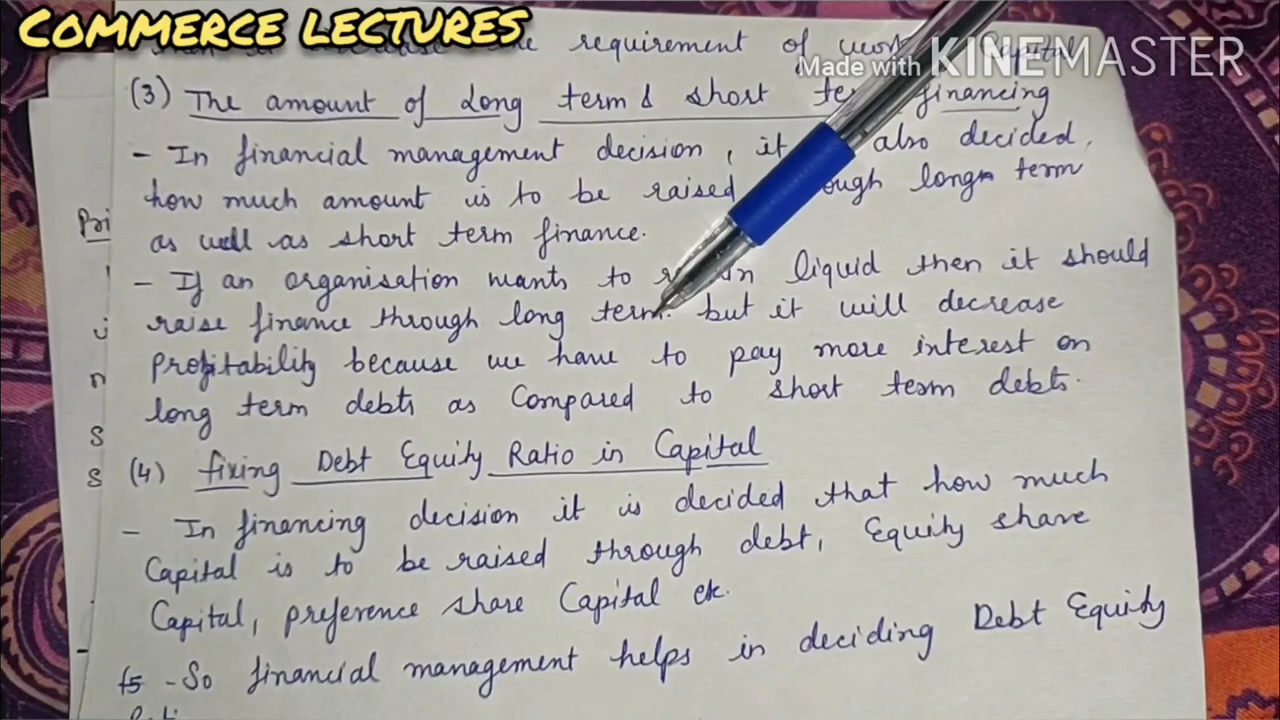 COMMERCE LECTURES
requirement of
Made with KINEMASTER
(3) The amount of Long term & short financing
- In financial management decision, it also decided,
how much amount is to be raised long term
as well as short term finance.
- If an organisation wants to liquid then it should
raise finance through long term. but it will decrease
profitability because we have to pay more interest on
long term debts as Compared to short term debts.
(4) fixing Debt Equity Ratio in Capital
- In financing decision it is decided that how much
Capital is to be raised through debt, Equity share
Capital, preference share Capital etc.
- So financial management helps in deciding Debt Equity